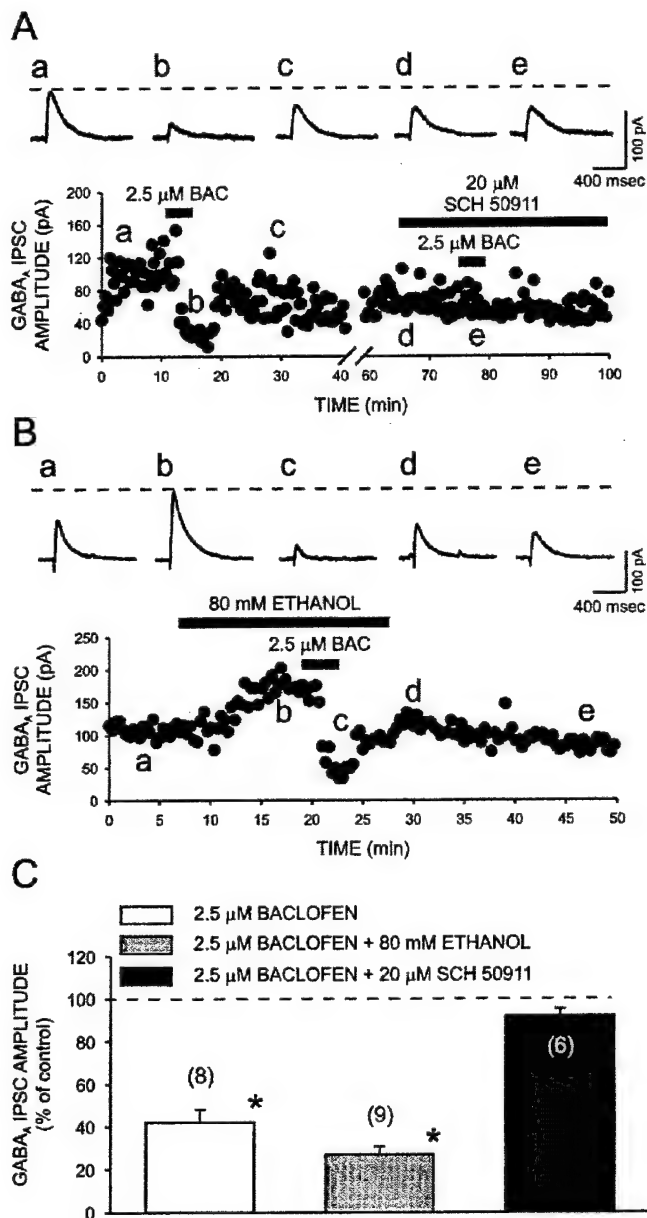 A
a b c d e
100 pA
400 msec
2.5 μM BAC
20 μM
SCH 50911
2.5 μM BAC
GABA_A IPSC
AMPLITUDE (pA)
200
160
120
80
40
0
a
b
c
d
e
0 10 20 30 40 60 70 80 90 100
TIME (min)
B
a b c d e
100 pA
400 msec
80 mM ETHANOL
2.5 μM BAC
GABA_A IPSC
AMPLITUDE (pA)
250
200
150
100
50
0
a
b
c
d
e
0 5 10 15 20 25 30 35 40 45 50
TIME (min)
C
2.5 μM BACLOFEN
2.5 μM BACLOFEN + 80 mM ETHANOL
2.5 μM BACLOFEN + 20 μM SCH 50911
GABA_A IPSC AMPLITUDE
(% of control)
120
100
80
60
40
20
0
(8)
*
(9)
*
(6)